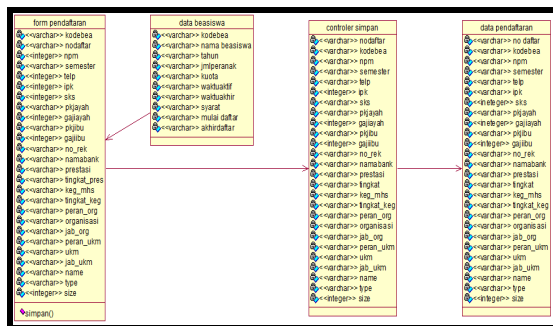 form pendaftaran
<<varchar>> kodebea
<<varchar>> nodaftar
<<integer>> npm
<<varchar>> semester
<<integer>> telp
<<integer>> ipk
<<integer>> sks
<<varchar>> pkjayah
<<integer>> gajiayah
<<varchar>> pkjibu
<<integer>> gajiibu
<<varchar>> no_rek
<<varchar>> namabank
<<varchar>> prestasi
<<varchar>> tingkat_pres
<<varchar>> keg_mhs
<<varchar>> tingkat_keg
<<varchar>> peran_org
<<varchar>> organisasi
<<varchar>> jab_org
<<varchar>> peran_ukm
<<varchar>> ukm
<<varchar>> jab_ukm
<<varchar>> name
<<varchar>> type
<<integer>> size
simpan()
data beasiswa
<<varchar>> kodebea
<<varchar>> nama beasiswa
<<varchar>> tahun
<<varchar>> jmlperanak
<<varchar>> kuota
<<varchar>> waktuaktif
<<varchar>> waktuakhir
<<varchar>> syarat
<<varchar>> mulai daftar
<<varchar>> akhirdaftar
controler simpan
<<varchar>> nodaftar
<<varchar>> kodebea
<<varchar>> npm
<<varchar>> semester
<<varchar>> telp
<<integer>> ipk
<<varchar>> sks
<<varchar>> pkjayah
<<varchar>> gajiayah
<<varchar>> pkjibu
<<integer>> gajiibu
<<varchar>> no_rek
<<varchar>> namabank
<<varchar>> prestasi
<<varchar>> tingkat
<<varchar>> keg_mhs
<<varchar>> tingkat_keg
<<varchar>> peran_org
<<varchar>> organisasi
<<varchar>> jab_org
<<varchar>> peran_ukm
<<varchar>> ukm
<<varchar>> jab_ukm
<<varchar>> name
<<varchar>> type
<<integer>> size
data pendaftaran
<<varchar>> no daftar
<<varchar>> kodebea
<<varchar>> npm
<<varchar>> semester
<<varchar>> telp
<<varchar>> ipk
<<ineteger>> sks
<<varchar>> pkjayah
<<ineteger>> gajiayah
<<varchar>> pkjibu
<<integer>> gajiibu
<<varchar>> no_rek
<<varchar>> namabank
<<varchar>> prestasi
<<varchar>> tingkat
<<varchar>> keg_mhs
<<varchar>> tingkat_keg
<<varchar>> peran_org
<<varchar>> organisasi
<<varchar>> jab_org
<<varchar>> peran_ukm
<<varchar>> ukm
<<varchar>> jab_ukm
<<varchar>> name
<<varchar>> type
<<integer>> size